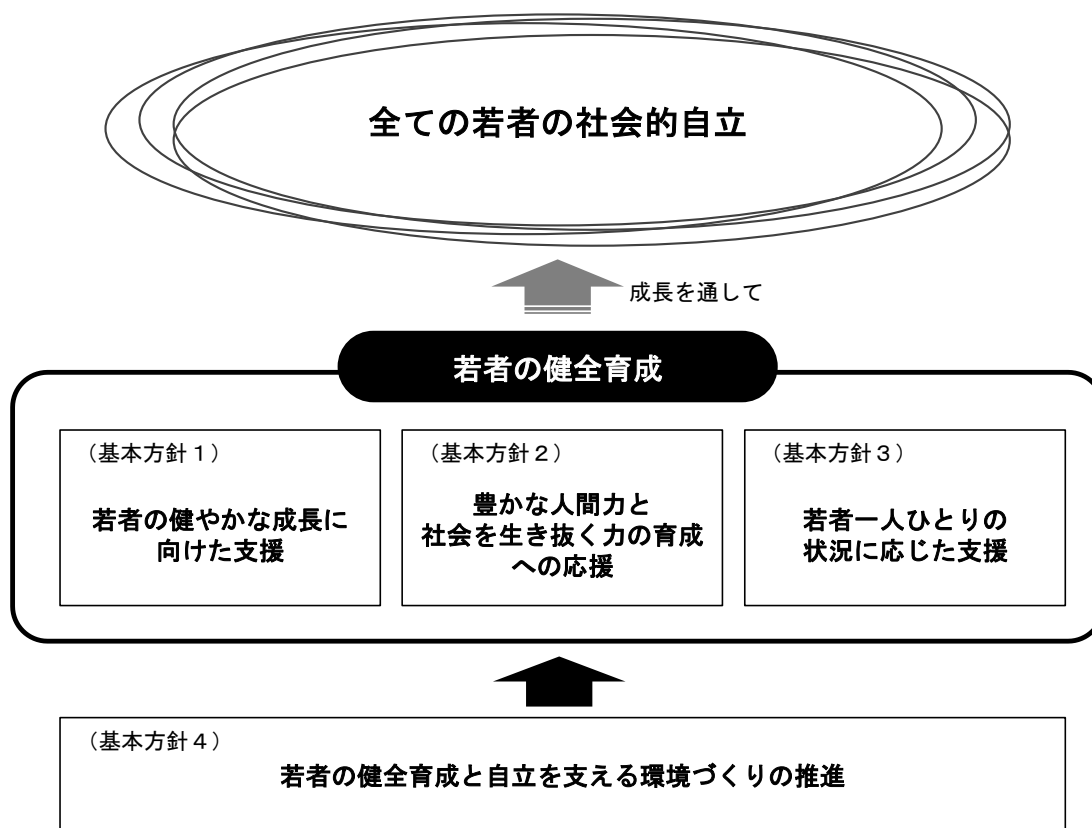 全ての若者の社会的自立
成長を通して
若者の健全育成
（基本方針１）
若者の健やかな成長に
向けた支援
（基本方針２）
豊かな人間力と
社会を生き抜く力の育成
への応援
（基本方針３）
若者一人ひとりの
状況に応じた支援
（基本方針４）
若者の健全育成と自立を支える環境づくりの推進